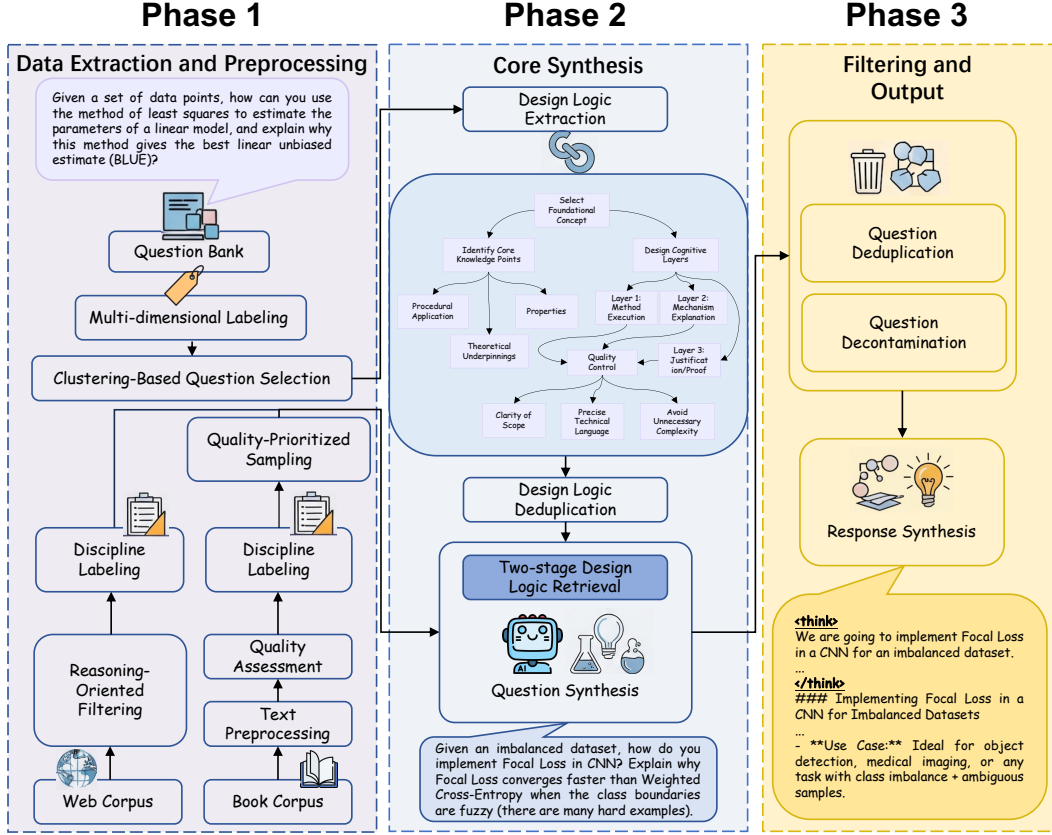 Phase 1
Phase 2
Phase 3
Data Extraction and Preprocessing
Given a set of data points, how can you use
the method of least squares to estimate the
parameters of a linear model, and explain why
this method gives the best linear unbiased
estimate (BLUE)?
Question Bank
Multi-dimensional Labeling
Clustering-Based Question Selection
Quality-Prioritized
Sampling
Discipline
Labeling
Discipline
Labeling
Reasoning-
Oriented
Filtering
Quality
Assessment
Text
Preprocessing
Web Corpus
Book Corpus
Core Synthesis
Design Logic
Extraction
Select
Foundational
Concept
Identify Core
Knowledge Points
Design Cognitive
Layers
Procedural
Application
Properties
Layer 1:
Method
Execution
Layer 2:
Mechanism
Explanation
Theoretical
Underpinnings
Quality
Control
Layer 3:
Justificat
ion/Proof
Clarity of
Scope
Precise
Technical
Language
Avoid
Unnecessary
Complexity
Design Logic
Deduplication
Two-stage Design
Logic Retrieval
AI
Question Synthesis
Given an imbalanced dataset, how do you
implement Focal Loss in CNN? Explain why
Focal Loss converges faster than Weighted
Cross-Entropy when the class boundaries
are fuzzy (there are many hard examples).
Filtering and
Output
Question
Deduplication
Question
Decontamination
Response Synthesis
<think>
We are going to implement Focal Loss
in a CNN for an imbalanced dataset.
...
</think>
### Implementing Focal Loss in a
CNN for Imbalanced Datasets
...
- **Use Case:** Ideal for object
detection, medical imaging, or any
task with class imbalance + ambiguous
samples.